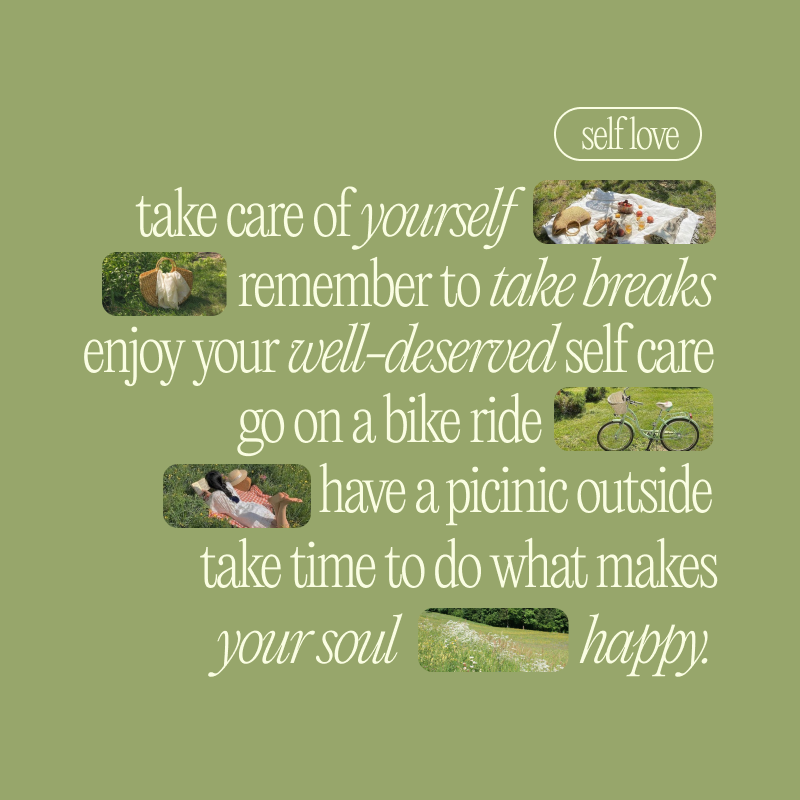 self love
take care of yourself
remember to take breaks
enjoy your well-deserved self care
go on a bike ride
have a picinic outside
take time to do what makes
your soul happy.